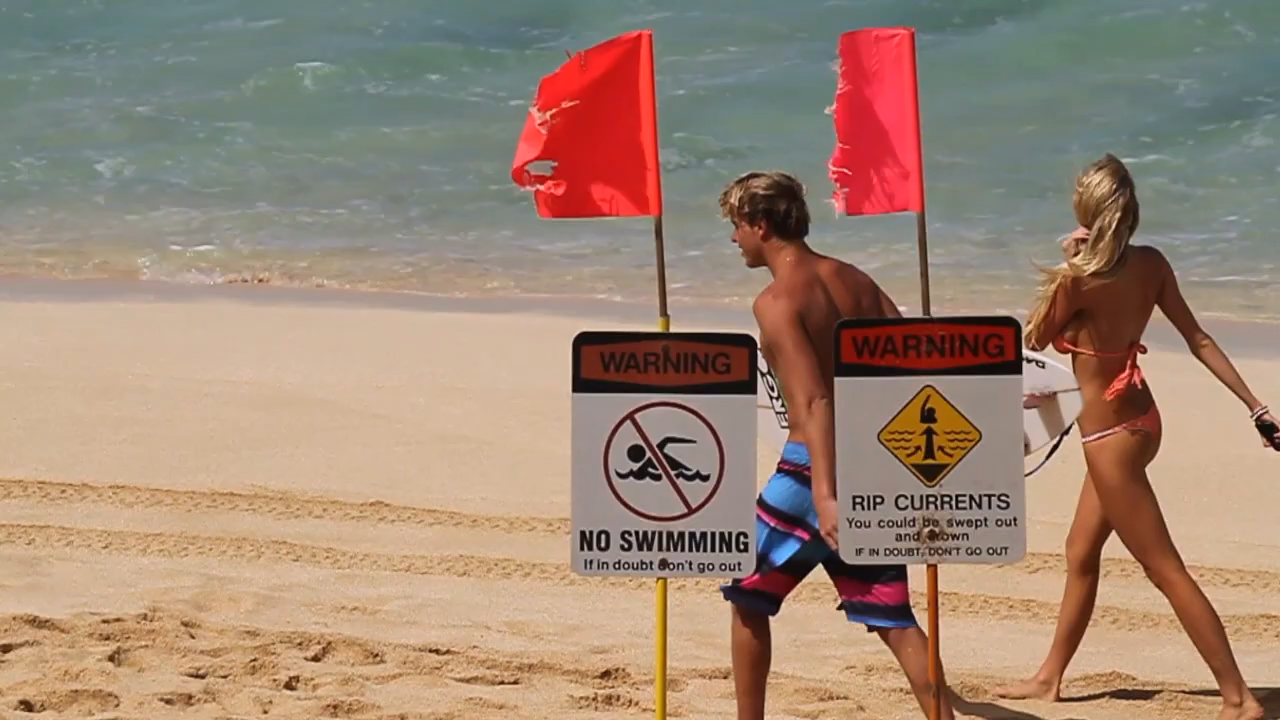 WARNING
NO SWIMMING
If in doubt don't go out
WARNING
RIP CURRENTS
You could be swept out
and drown
IF IN DOUBT, DON'T GO OUT